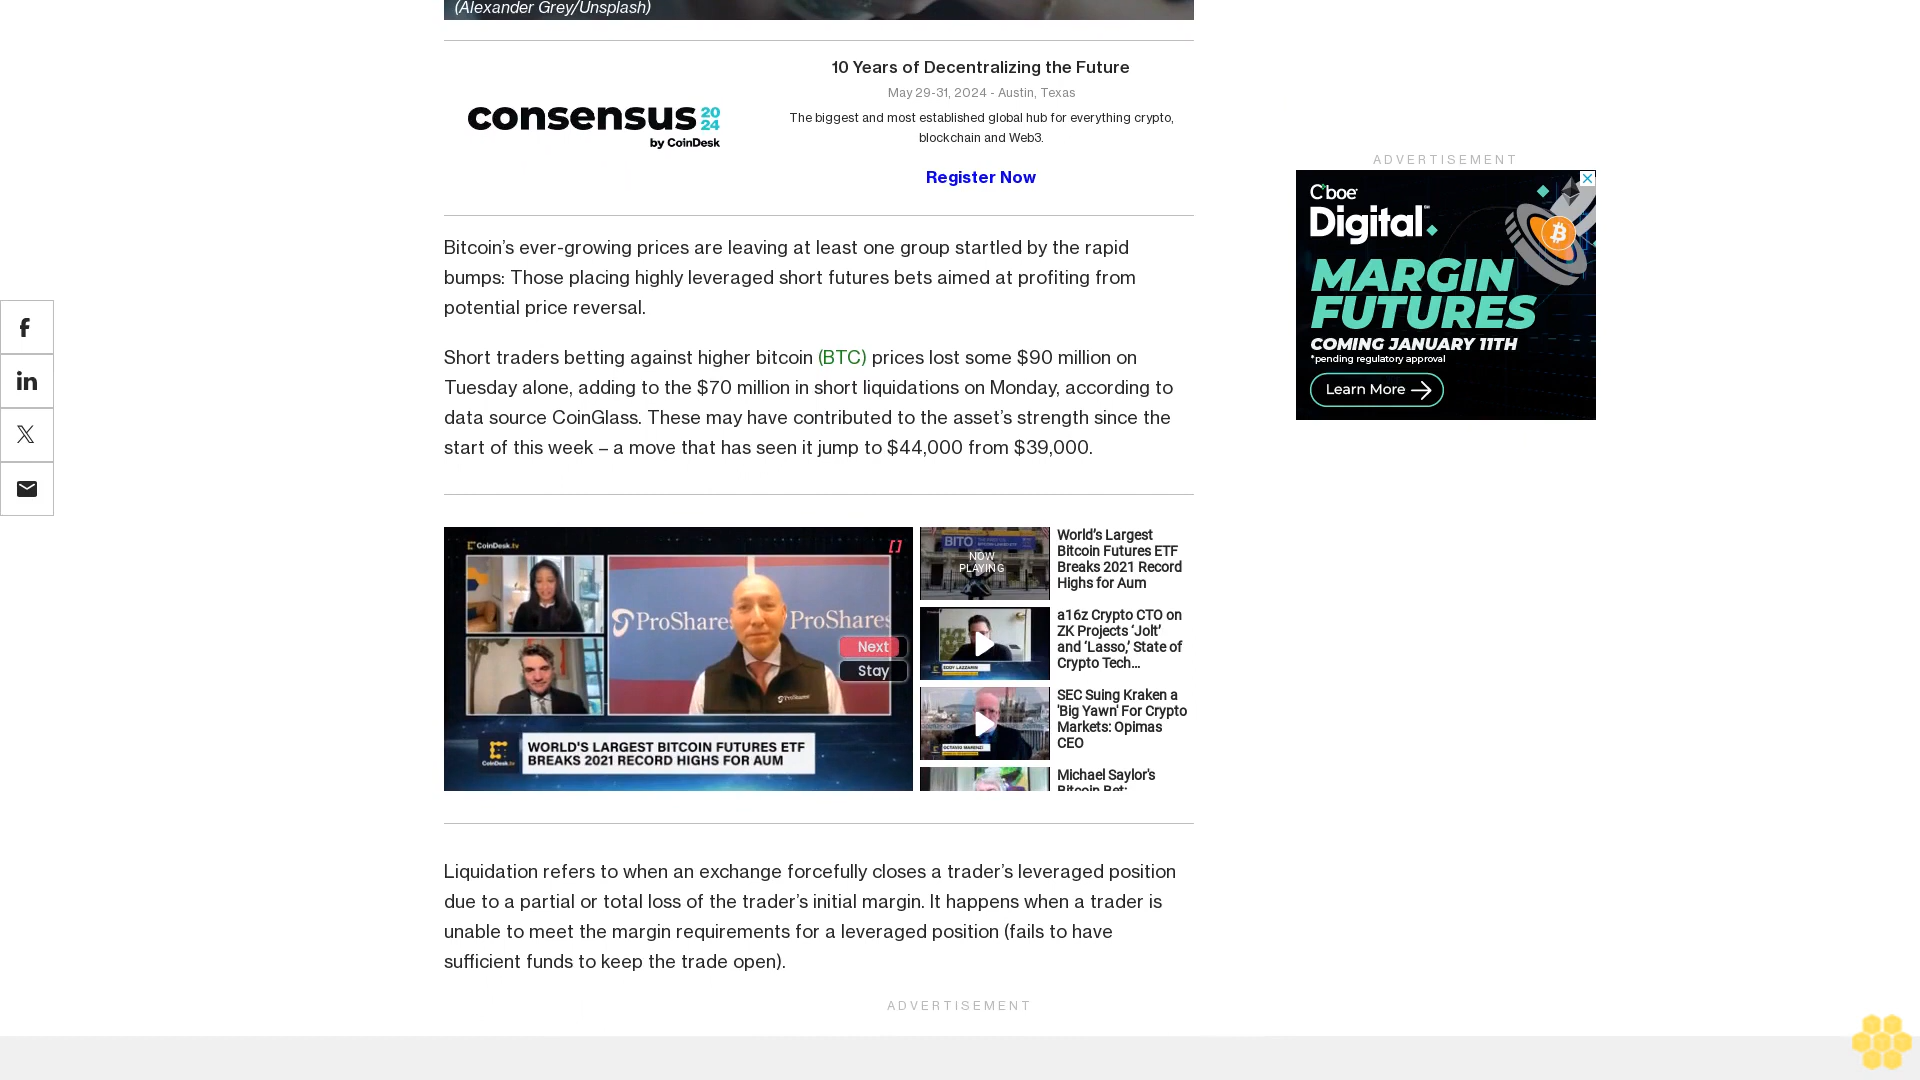 (Alexander Grey/Unsplash)
consensus 20 24
by CoinDesk
10 Years of Decentralizing the Future
May 29-31, 2024 - Austin, Texas
The biggest and most established global hub for everything crypto,
blockchain and Web3.
Register Now
Bitcoin’s ever-growing prices are leaving at least one group startled by the rapid
bumps: Those placing highly leveraged short futures bets aimed at profiting from
potential price reversal.
Short traders betting against higher bitcoin (BTC) prices lost some $90 million on
Tuesday alone, adding to the $70 million in short liquidations on Monday, according to
data source CoinGlass. These may have contributed to the asset’s strength since the
start of this week – a move that has seen it jump to $44,000 from $39,000.
CoinDesk.tv
ProShares
ProShares
ProShares
Next
Stay
CoinDesk.tv
WORLD'S LARGEST BITCOIN FUTURES ETF
BREAKS 2021 RECORD HIGHS FOR AUM
BITO
NOW
PLAYING
World’s Largest
Bitcoin Futures ETF
Breaks 2021 Record
Highs for Aum
EDDY LAZZARIN
a16z Crypto CTO on
ZK Projects ‘Jolt’
and ‘Lasso,’ State of
Crypto Tech...
OCTAVIO MARENZI
SEC Suing Kraken a
'Big Yawn' For Crypto
Markets: Opimas
CEO
Michael Saylor's
Bitcoin Bet:
Liquidation refers to when an exchange forcefully closes a trader’s leveraged position
due to a partial or total loss of the trader’s initial margin. It happens when a trader is
unable to meet the margin requirements for a leveraged position (fails to have
sufficient funds to keep the trade open).
ADVERTISEMENT
ADVERTISEMENT
Cboe
Digital
MARGIN
FUTURES
COMING JANUARY 11TH
*pending regulatory approval
Learn More